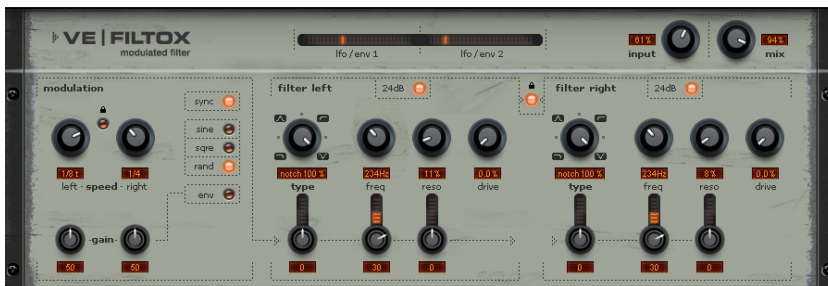 VE | FILTOX
modulated filter
lfo / env 1
lfo / env 2
61%
input
94%
mix
modulation
sync
sine
sqre
rand
env
1/8 t
1/4
left - speed - right
-gain-
50
50
filter left
24dB
notch 100 %
234Hz
11%
0.0%
type
freq
reso
drive
0
30
0
filter right
24dB
notch 100 %
234Hz
8%
0.0%
type
freq
reso
drive
0
30
0